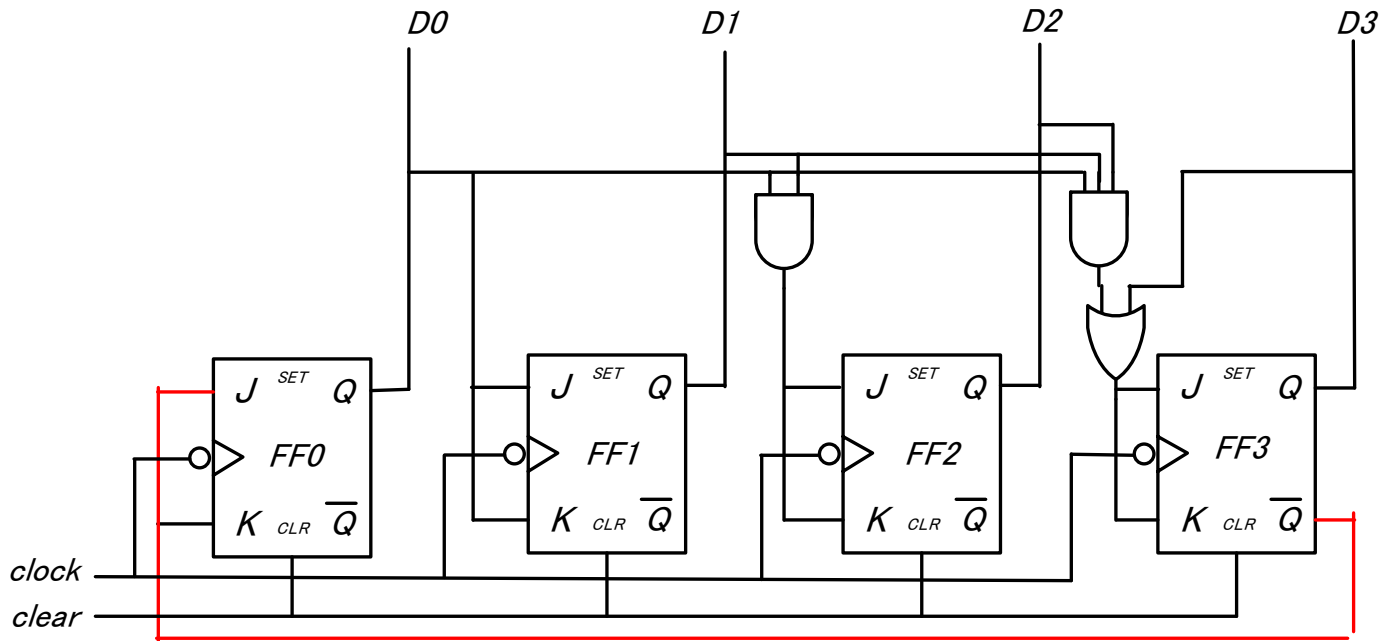 D0 D1 D2 D3
J SET Q
FF0
K CLR Q̅
J SET Q
FF1
K CLR Q̅
J SET Q
FF2
K CLR Q̅
J SET Q
FF3
K CLR Q̅
clock
clear